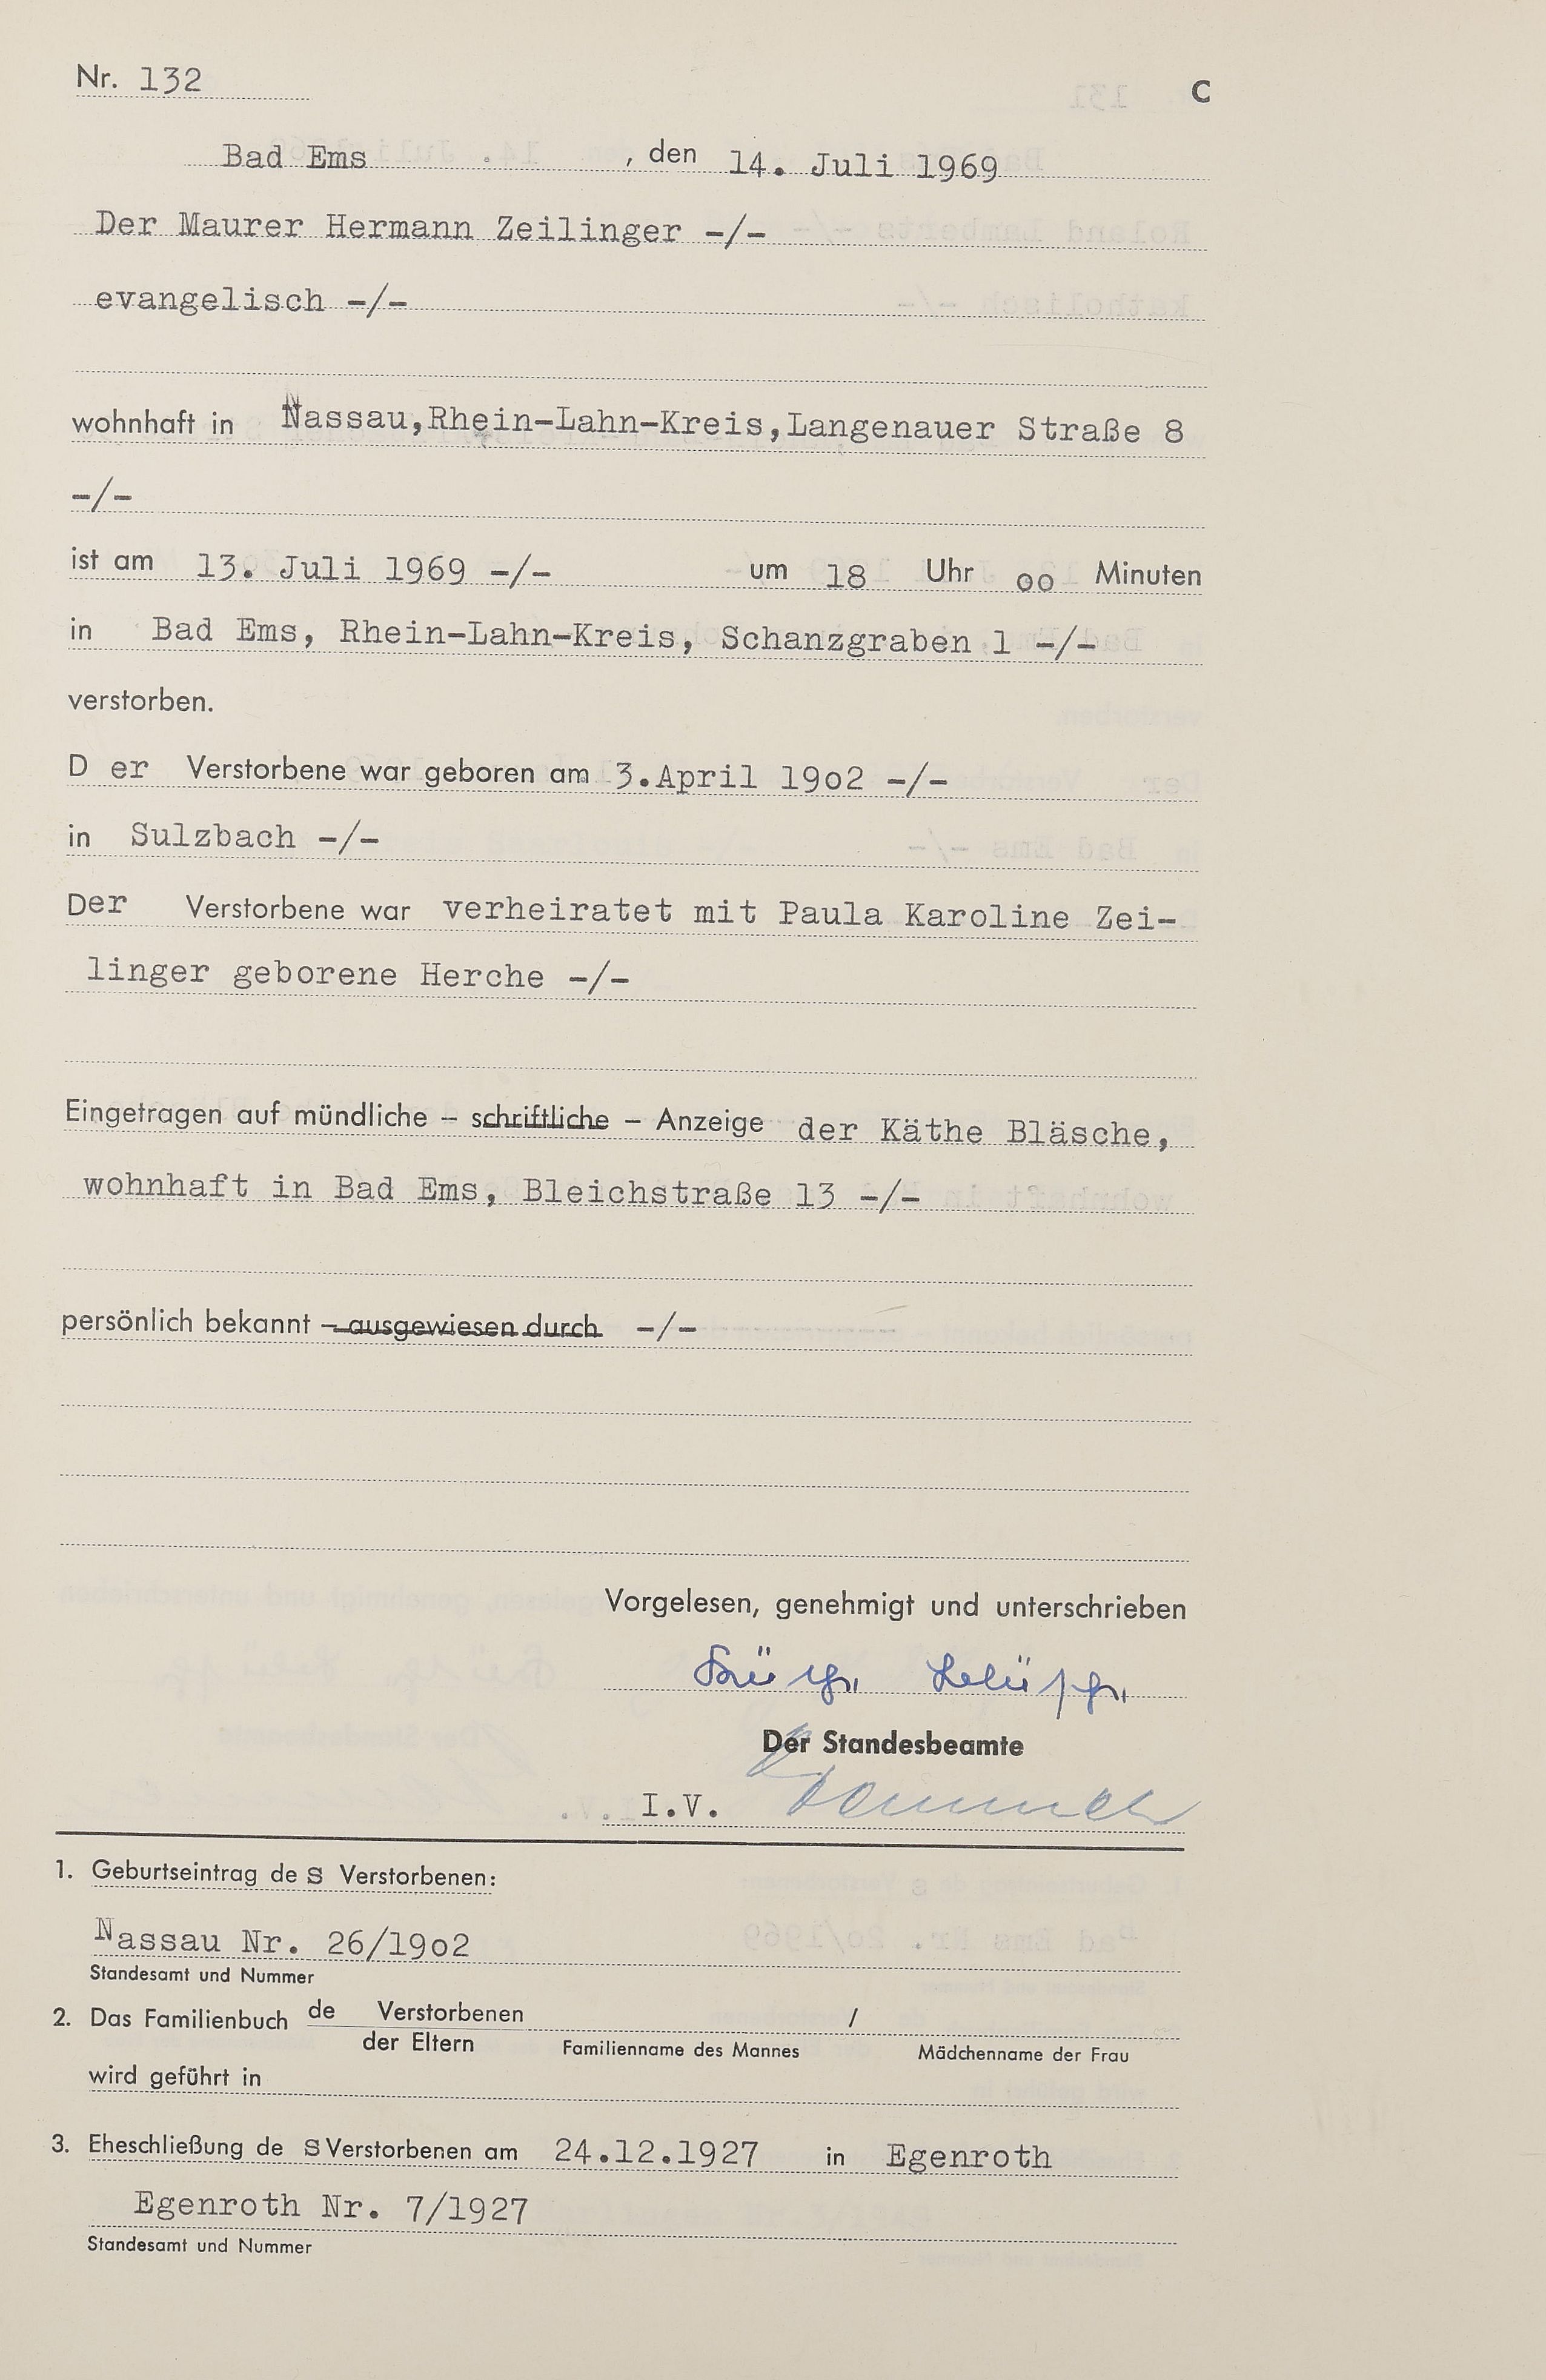 Nr. 132
C
Bad Ems , den 14. Juli 1969
Der Maurer Hermann Zeilinger -/-
evangelisch -/-
wohnhaft in Nassau,Rhein-Lahn-Kreis,Langenauer Straße 8
-/-
ist am 13. Juli 1969 -/- um 18 Uhr oo Minuten
in Bad Ems, Rhein-Lahn-Kreis, Schanzgraben 1 -/-
verstorben.
D er Verstorbene war geboren am 3.April 19o2 -/-
in Sulzbach -/-
Der Verstorbene war verheiratet mit Paula Karoline Zei-
linger geborene Herche -/-
Eingetragen auf mündliche – schriftliche – Anzeige der Käthe Bläsche,
wohnhaft in Bad Ems, Bleichstraße 13 -/-
persönlich bekannt – ausgewiesen durch -/-
Vorgelesen, genehmigt und unterschrieben
Der Standesbeamte
I.V.
1. Geburtseintrag de s Verstorbenen:
Nassau Nr. 26/19o2
Standesamt und Nummer
2. Das Familienbuch de Verstorbenen /
der Eltern Familienname des Mannes Mädchenname der Frau
wird geführt in
3. Eheschließung de s Verstorbenen am 24.12.1927 in Egenroth
Egenroth Nr. 7/1927
Standesamt und Nummer